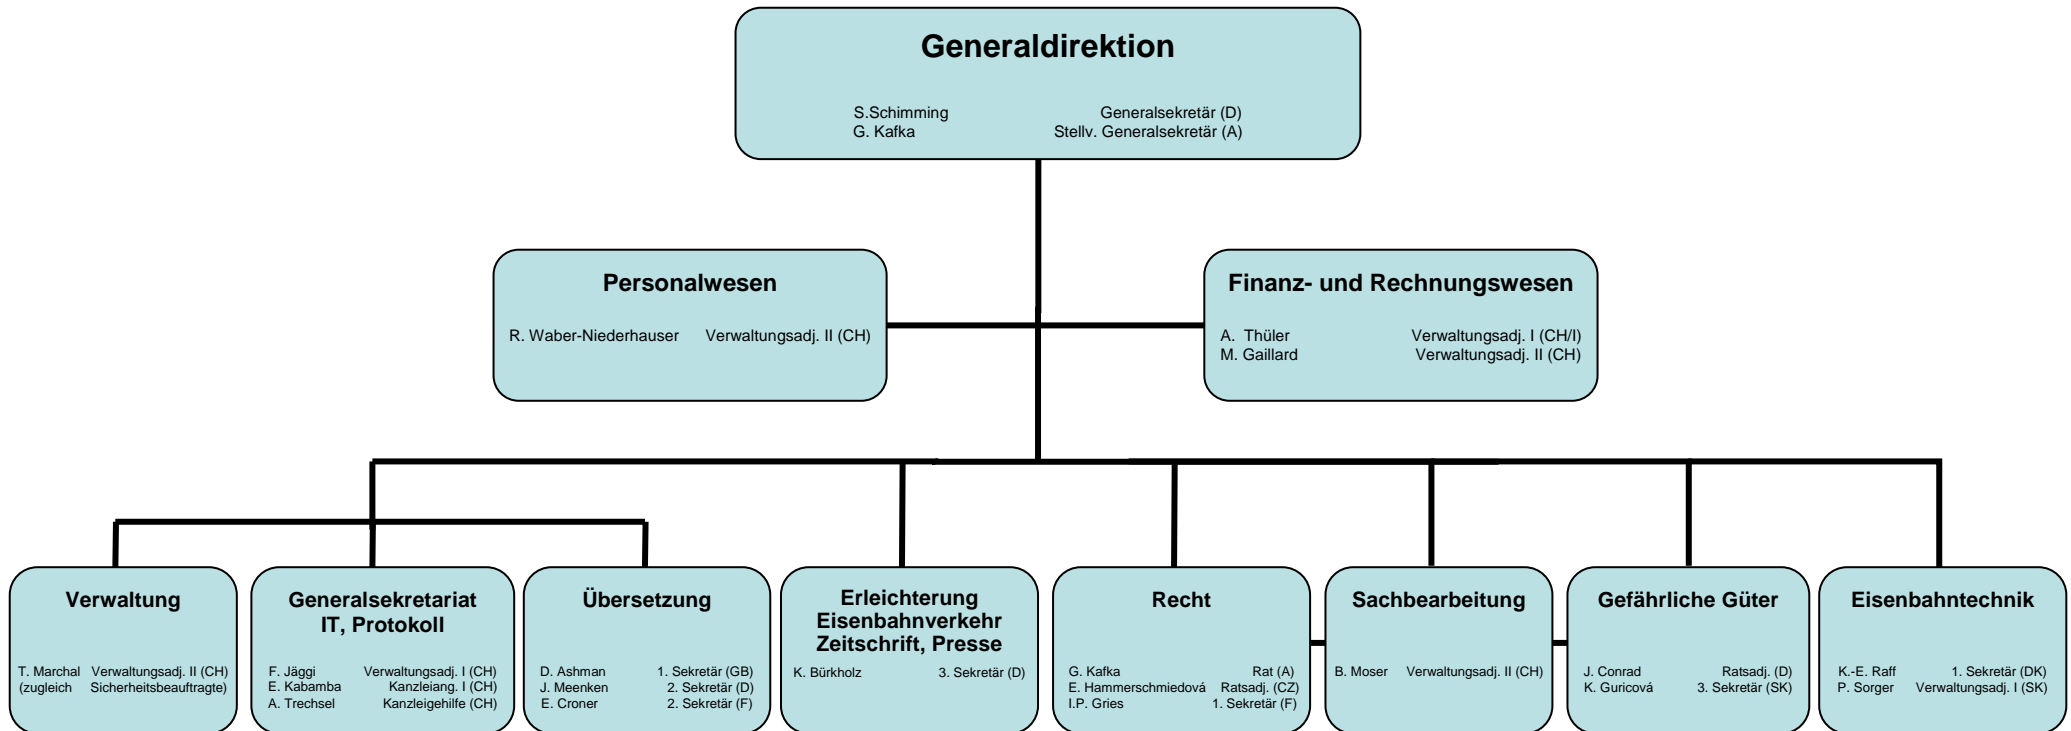 Generaldirektion
S.Schimming Generalsekretär (D)
G. Kafka Stellv. Generalsekretär (A)
Personalwesen
R. Waber-Niederhauser Verwaltungsadj. II (CH)
Finanz- und Rechnungswesen
A. Thüler Verwaltungsadj. I (CH/I)
M. Gaillard Verwaltungsadj. II (CH)
Verwaltung
T. Marchal Verwaltungsadj. II (CH)
(zugleich Sicherheitsbeauftragte)
Generalsekretariat
IT, Protokoll
F. Jäggi Verwaltungsadj. I (CH)
E. Kabamba Kanzleiang. I (CH)
A. Trechsel Kanzleigehilfe (CH)
Übersetzung
D. Ashman 1. Sekretär (GB)
J. Meenken 2. Sekretär (D)
E. Croner 2. Sekretär (F)
Erleichterung
Eisenbahnverkehr
Zeitschrift, Presse
K. Bürkholz 3. Sekretär (D)
Recht
G. Kafka Rat (A)
E. Hammerschmiedová Ratsadj. (CZ)
I.P. Gries 1. Sekretär (F)
Sachbearbeitung
B. Moser Verwaltungsadj. II (CH)
Gefährliche Güter
J. Conrad Ratsadj. (D)
K. Guricová 3. Sekretär (SK)
Eisenbahntechnik
K.-E. Raff 1. Sekretär (DK)
P. Sorger Verwaltungsadj. I (SK)